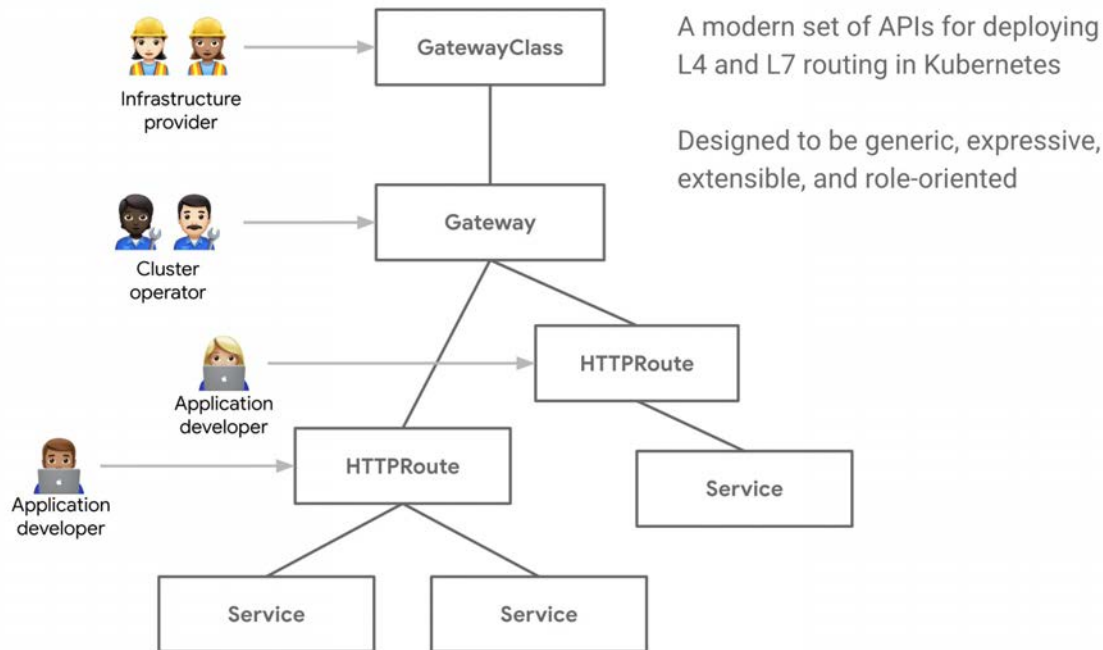 GatewayClass
A modern set of APIs for deploying
L4 and L7 routing in Kubernetes
Infrastructure
provider
Designed to be generic, expressive,
extensible, and role-oriented
Gateway
Cluster
operator
HTTPRoute
Application
developer
HTTPRoute
Application
developer
Service
Service
Service